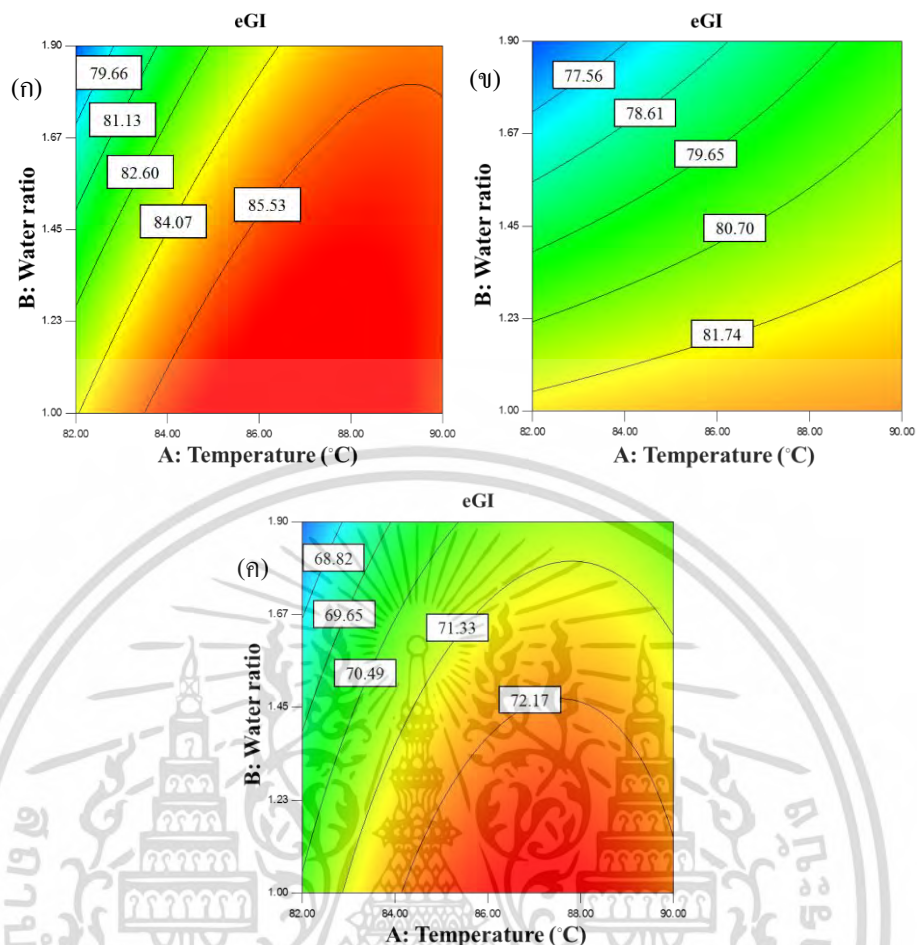 eGI
(ก)
1.90
1.67
1.45
1.23
1.00
B: Water ratio
79.66
81.13
82.60
84.07
85.53
82.00 84.00 86.00 88.00 90.00
A: Temperature (°C)
eGI
(ข)
1.90
1.67
1.45
1.23
1.00
B: Water ratio
77.56
78.61
79.65
80.70
81.74
82.00 84.00 86.00 88.00 90.00
A: Temperature (°C)
eGI
(ค)
1.90
1.67
1.45
1.23
1.00
B: Water ratio
68.82
69.65
70.49
71.33
72.17
82.00 84.00 86.00 88.00 90.00
A: Temperature (°C)